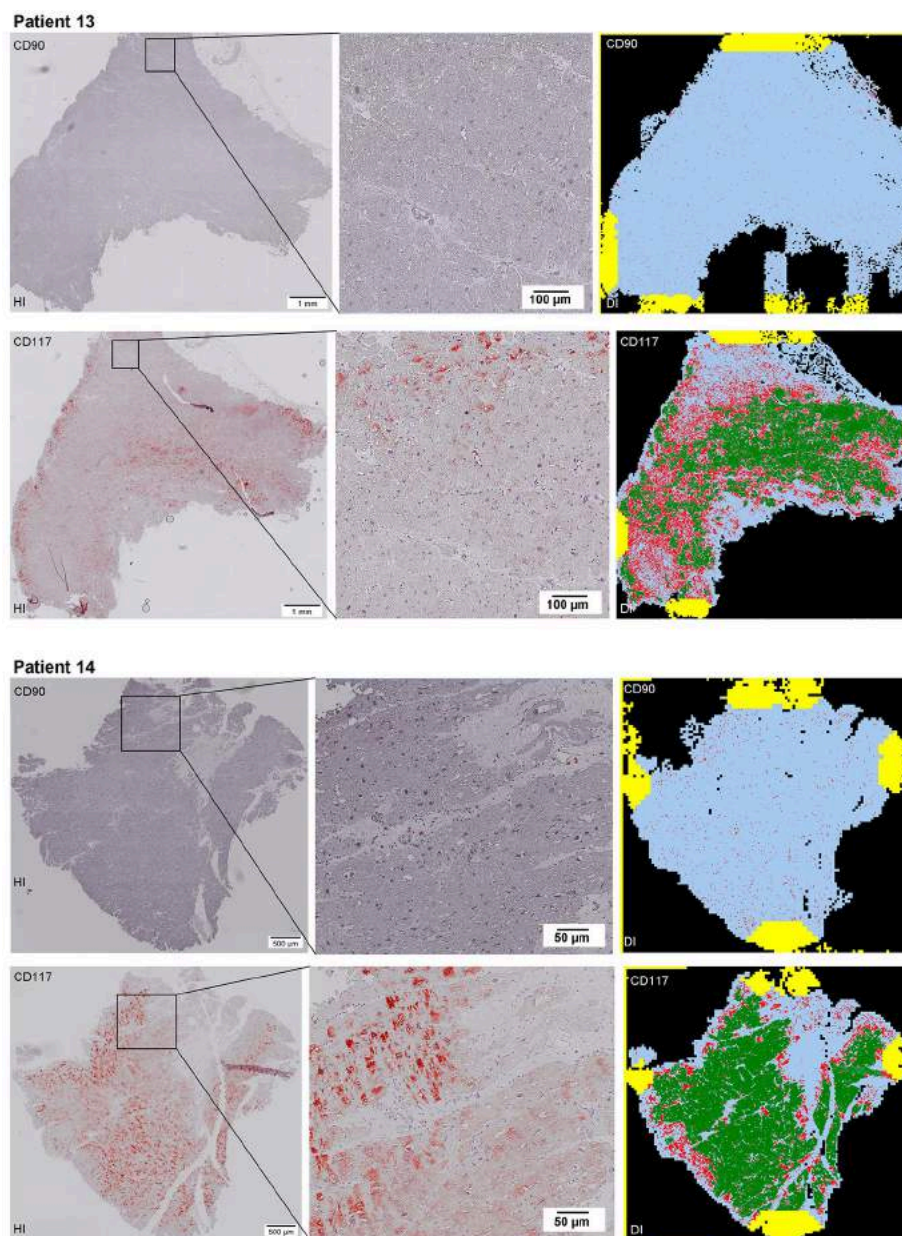 Patient 13
CD90
CD90
HI
1 mm
100 µm
DI
CD117
CD117
HI
1 mm
100 µm
DI
Patient 14
CD90
CD90
HI
500 µm
50 µm
DI
CD117
CD117
HI
500 µm
50 µm
DI